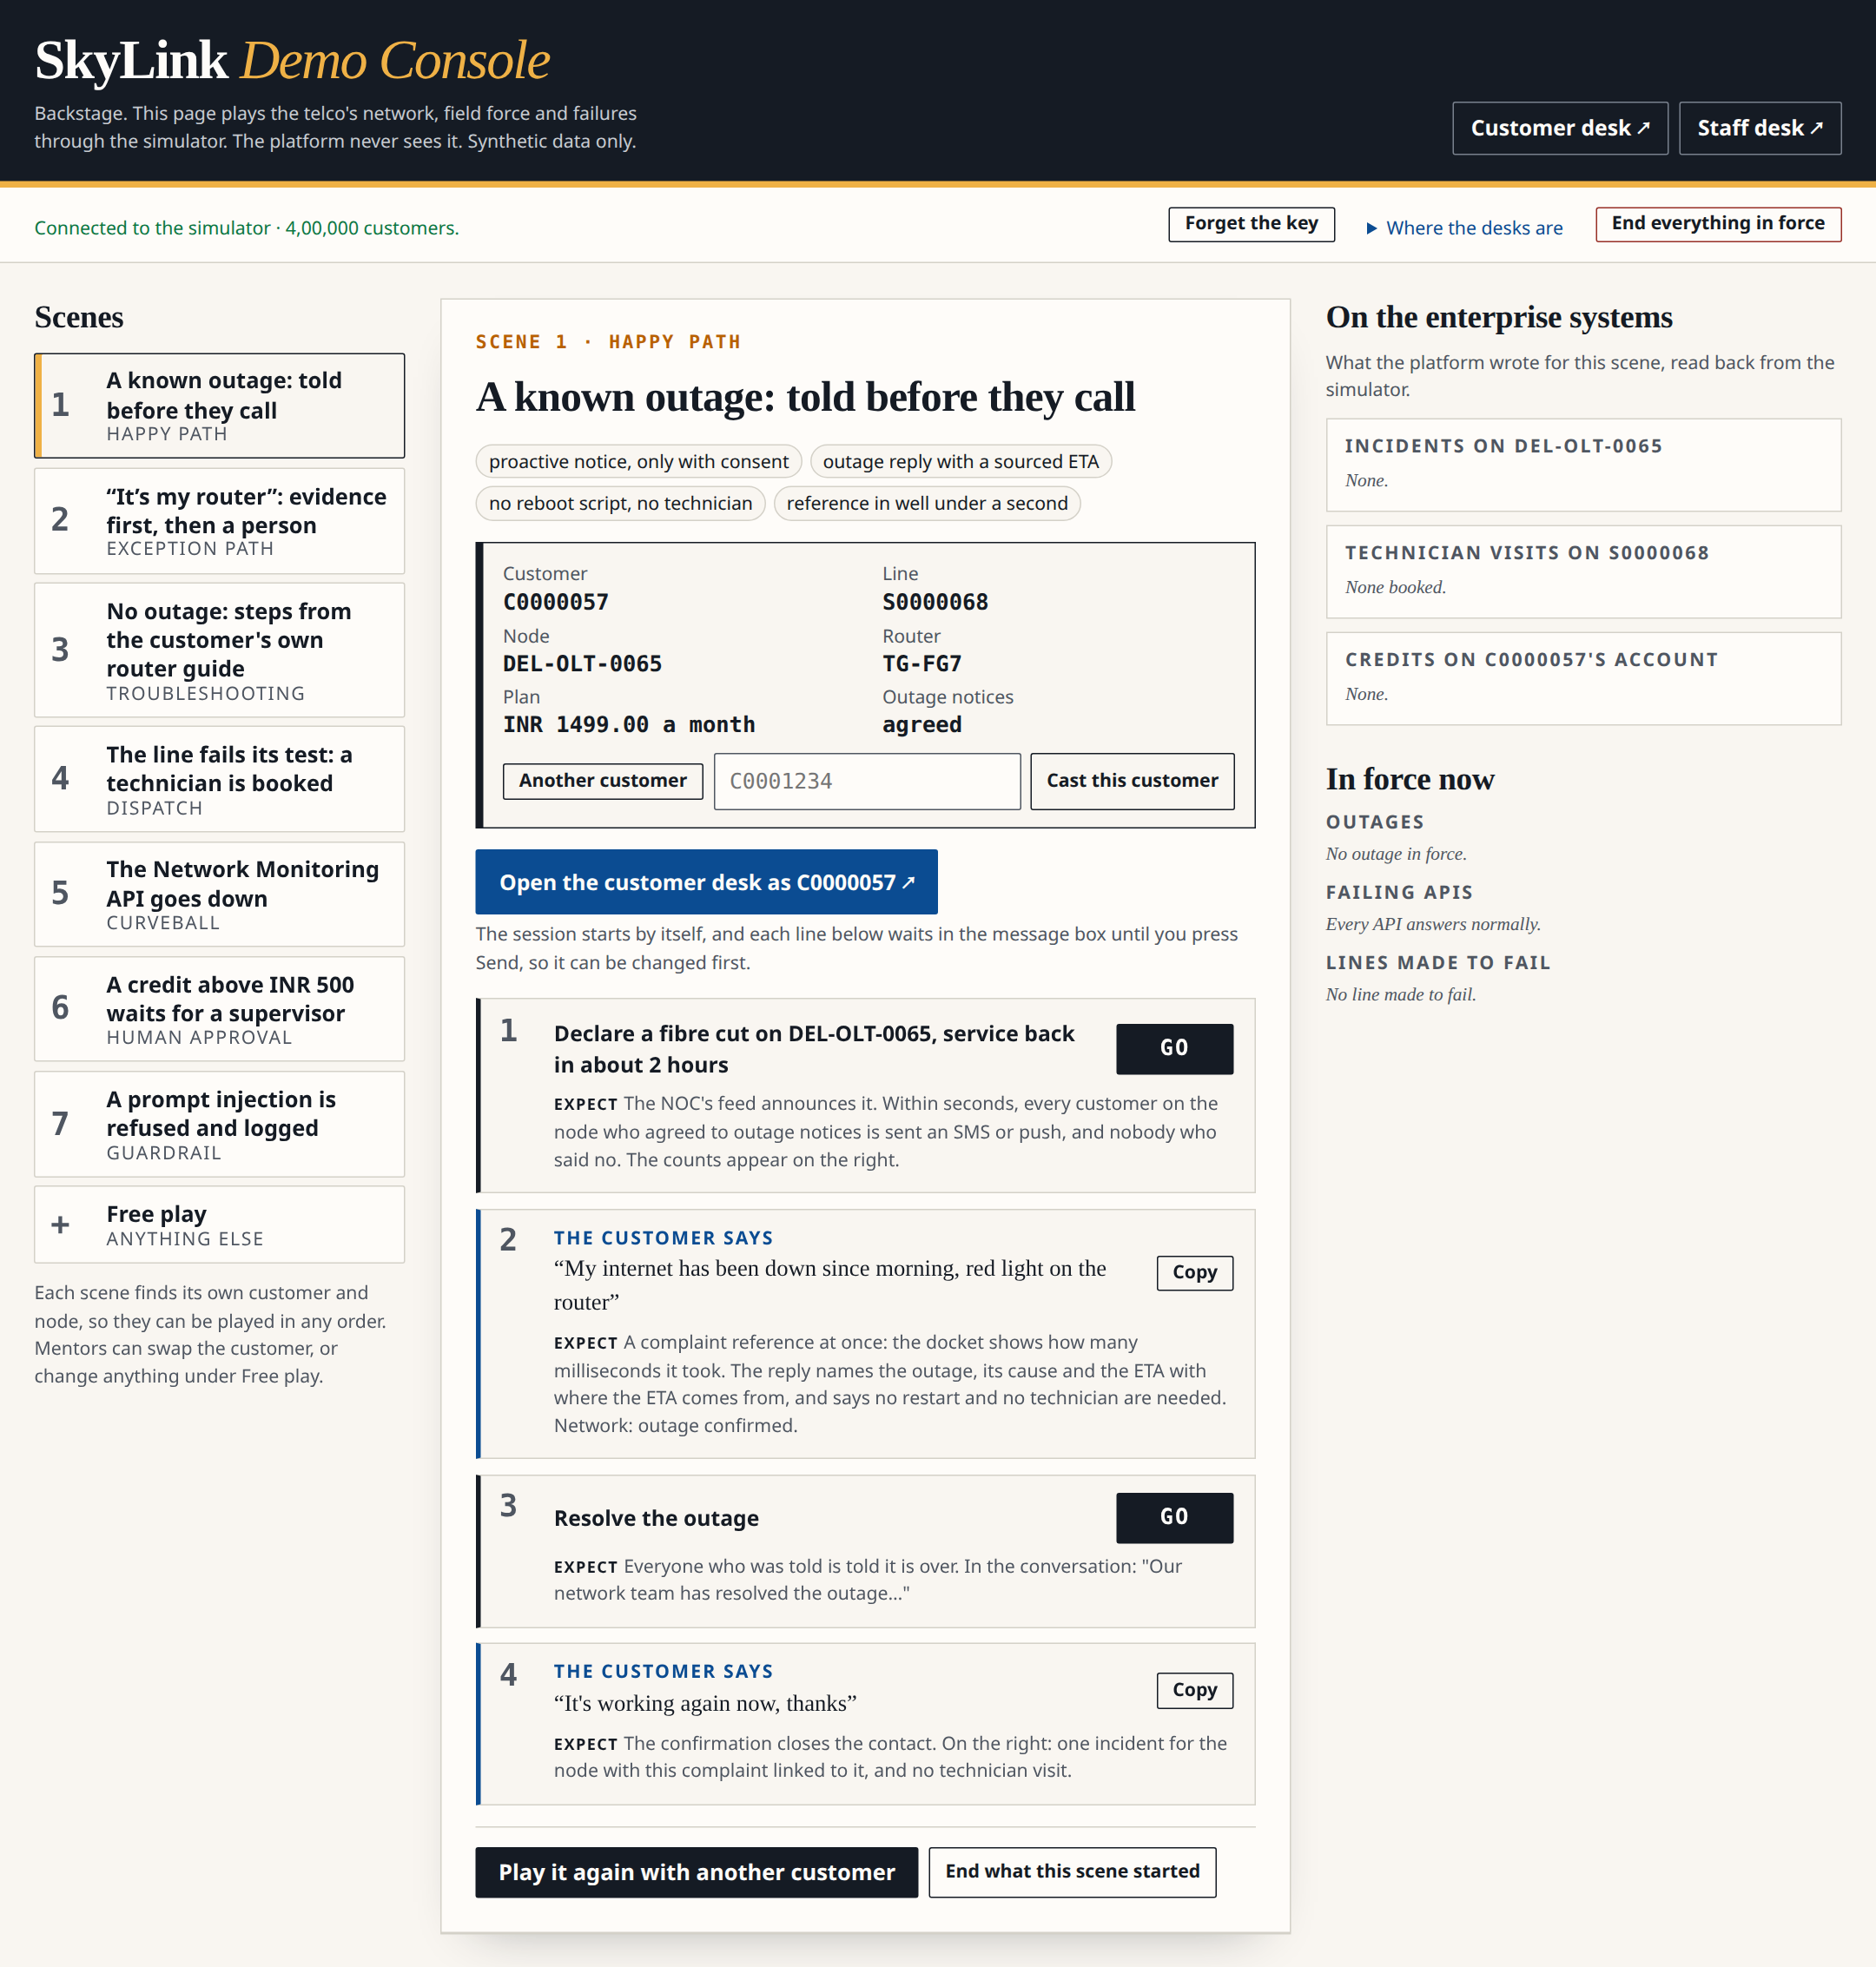 SkyLink Demo Console
Backstage. This page plays the telco's network, field force and failures
through the simulator. The platform never sees it. Synthetic data only.
Customer desk ↗
Staff desk ↗
Connected to the simulator · 4,00,000 customers.
Forget the key
▶ Where the desks are
End everything in force
Scenes
1
A known outage: told
before they call
HAPPY PATH
2
“It’s my router”: evidence
first, then a person
EXCEPTION PATH
3
No outage: steps from
the customer's own
router guide
TROUBLESHOOTING
4
The line fails its test: a
technician is booked
DISPATCH
5
The Network Monitoring
API goes down
CURVEBALL
6
A credit above INR 500
waits for a supervisor
HUMAN APPROVAL
7
A prompt injection is
refused and logged
GUARDRAIL
+
Free play
ANYTHING ELSE
Each scene finds its own customer and
node, so they can be played in any order.
Mentors can swap the customer, or
change anything under Free play.
SCENE 1 · HAPPY PATH
A known outage: told before they call
proactive notice, only with consent
outage reply with a sourced ETA
no reboot script, no technician
reference in well under a second
Customer
C0000057
Line
S0000068
Node
DEL-OLT-0065
Router
TG-FG7
Plan
INR 1499.00 a month
Outage notices
agreed
Another customer
C0001234
Cast this customer
Open the customer desk as C0000057 ↗
The session starts by itself, and each line below waits in the message box until you press
Send, so it can be changed first.
1
Declare a fibre cut on DEL-OLT-0065, service back
in about 2 hours
GO
EXPECT The NOC's feed announces it. Within seconds, every customer on the
node who agreed to outage notices is sent an SMS or push, and nobody who
said no. The counts appear on the right.
2
THE CUSTOMER SAYS
“My internet has been down since morning, red light on the
router”
Copy
EXPECT A complaint reference at once: the docket shows how many
milliseconds it took. The reply names the outage, its cause and the ETA with
where the ETA comes from, and says no restart and no technician are needed.
Network: outage confirmed.
3
Resolve the outage
GO
EXPECT Everyone who was told is told it is over. In the conversation: "Our
network team has resolved the outage…"
4
THE CUSTOMER SAYS
“It's working again now, thanks”
Copy
EXPECT The confirmation closes the contact. On the right: one incident for the
node with this complaint linked to it, and no technician visit.
Play it again with another customer
End what this scene started
On the enterprise systems
What the platform wrote for this scene, read back from the
simulator.
INCIDENTS ON DEL-OLT-0065
None.
TECHNICIAN VISITS ON S0000068
None booked.
CREDITS ON C0000057'S ACCOUNT
None.
In force now
OUTAGES
No outage in force.
FAILING APIS
Every API answers normally.
LINES MADE TO FAIL
No line made to fail.